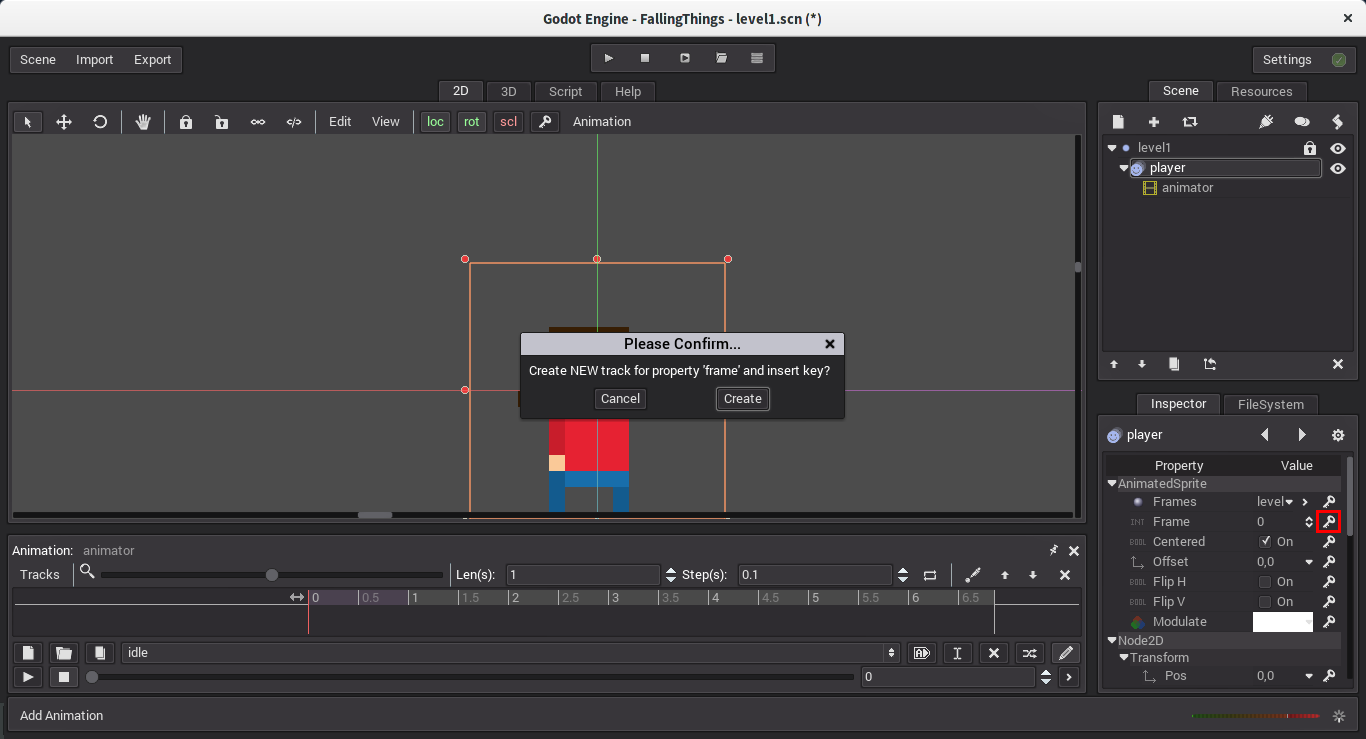 Godot Engine - FallingThings - level1.scn (*)
Scene Import Export
Settings
2D 3D Script Help
Scene Resources
Edit View loc rot scl Animation
level1
player
animator
Please Confirm...
Create NEW track for property 'frame' and insert key?
Cancel Create
Inspector FileSystem
player
Property Value
AnimatedSprite
Frames level
INT Frame 0
BOOL Centered On
Offset 0,0
BOOL Flip H On
BOOL Flip V On
Modulate
Node2D
Transform
Pos 0,0
Animation: animator
Tracks Len(s): 1 Step(s): 0.1
0 0.5 1 1.5 2 2.5 3 3.5 4 4.5 5 5.5 6 6.5
idle
0
Add Animation